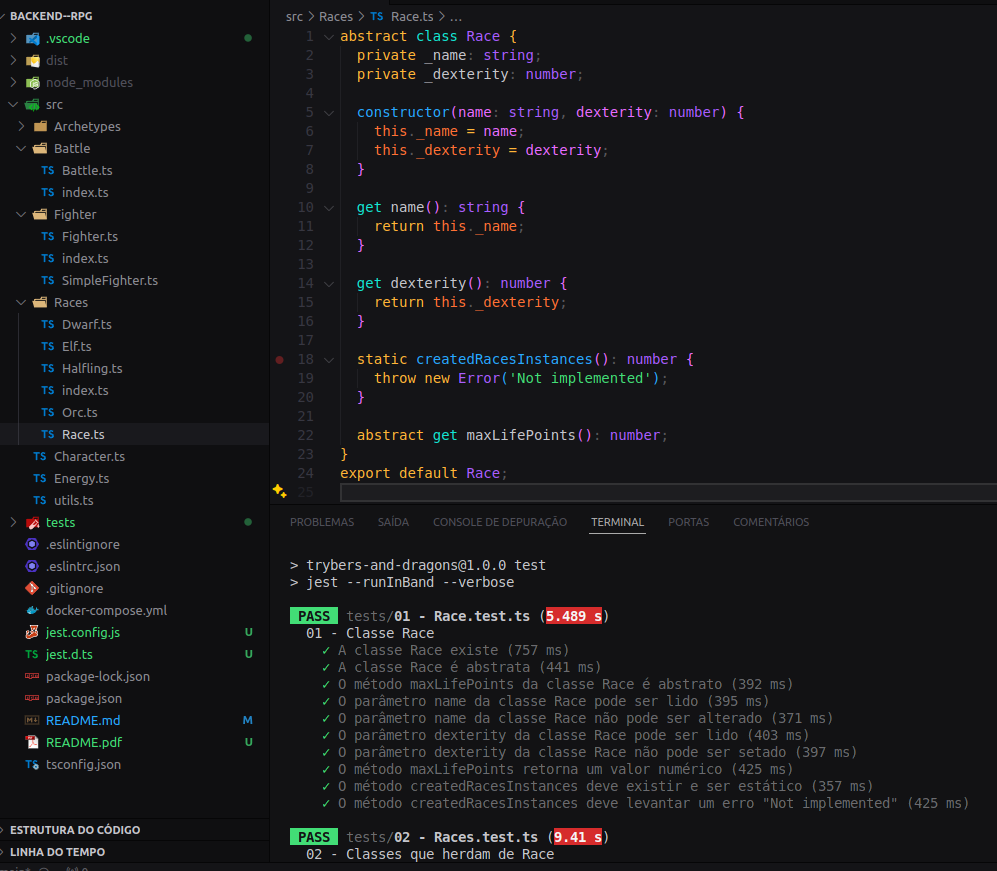 BACKEND--RPG
.vscode
dist
node_modules
src
Archetypes
Battle
TS Battle.ts
TS index.ts
Fighter
TS Fighter.ts
TS index.ts
TS SimpleFighter.ts
Races
TS Dwarf.ts
TS Elf.ts
TS Halfling.ts
TS index.ts
TS Orc.ts
TS Race.ts
TS Character.ts
TS Energy.ts
TS utils.ts
tests
.eslintignore
.eslintrc.json
.gitignore
docker-compose.yml
jest.config.js U
TS jest.d.ts U
package-lock.json
package.json
README.md M
README.pdf U
tsconfig.json
ESTRUTURA DO CÓDIGO
LINHA DO TEMPO
src > Races > TS Race.ts > ...
1 abstract class Race {
2 private _name: string;
3 private _dexterity: number;
4
5 constructor(name: string, dexterity: number) {
6 this._name = name;
7 this._dexterity = dexterity;
8 }
9
10 get name(): string {
11 return this._name;
12 }
13
14 get dexterity(): number {
15 return this._dexterity;
16 }
17
18 static createdRacesInstances(): number {
19 throw new Error('Not implemented');
20 }
21
22 abstract get maxLifePoints(): number;
23 }
24 export default Race;
25
PROBLEMAS SAÍDA CONSOLE DE DEPURAÇÃO TERMINAL PORTAS COMENTÁRIOS
> trybers-and-dragons@1.0.0 test
> jest --runInBand --verbose
PASS tests/01 - Race.test.ts (5.489 s)
01 - Classe Race
✓ A classe Race existe (757 ms)
✓ A classe Race é abstrata (441 ms)
✓ O método maxLifePoints da classe Race é abstrato (392 ms)
✓ O parâmetro name da classe Race pode ser lido (395 ms)
✓ O parâmetro name da classe Race não pode ser alterado (371 ms)
✓ O parâmetro dexterity da classe Race pode ser lido (403 ms)
✓ O parâmetro dexterity da classe Race não pode ser setado (397 ms)
✓ O método maxLifePoints retorna um valor numérico (425 ms)
✓ O método createdRacesInstances deve existir e ser estático (357 ms)
✓ O método createdRacesInstances deve levantar um erro "Not implemented" (425 ms)
PASS tests/02 - Races.test.ts (9.41 s)
02 - Classes que herdam de Race